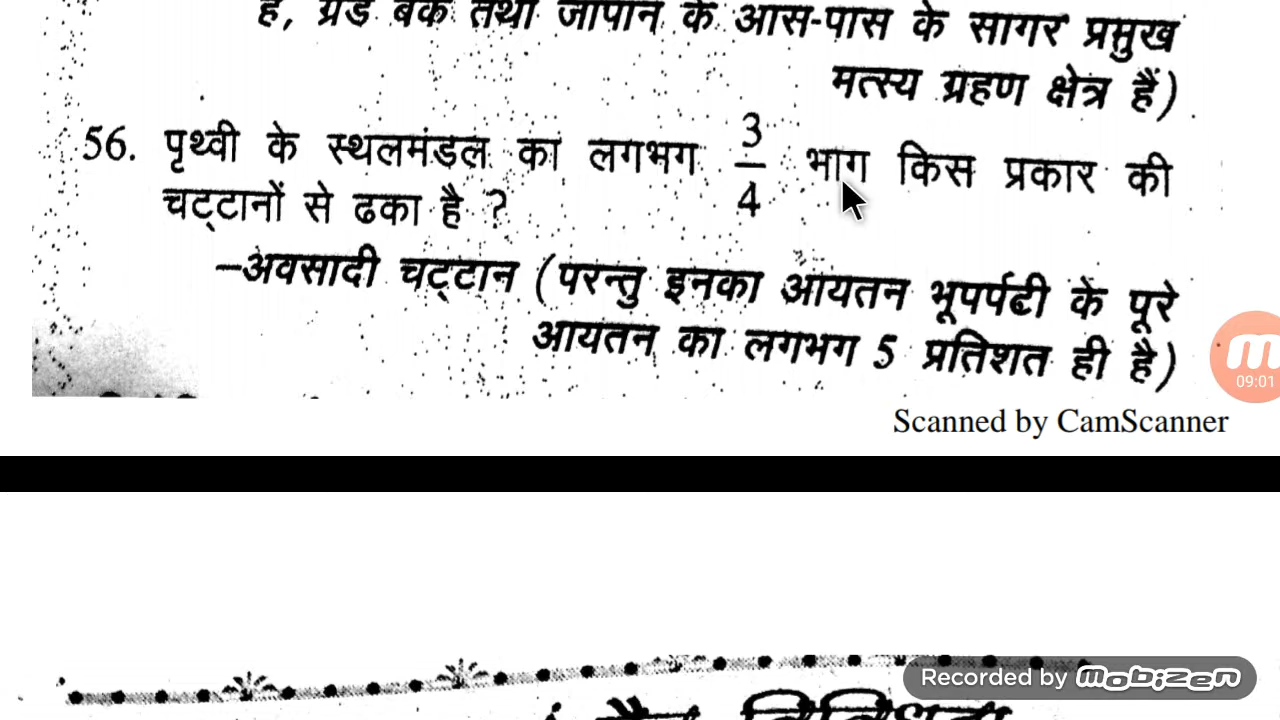 हैं, ग्रैंड बैंक तथा जापान के आस-पास के सागर प्रमुख
मत्स्य ग्रहण क्षेत्र हैं)
56. पृथ्वी के स्थलमंडल का लगभग 3/4 भाग किस प्रकार की
चट्टानों से ढका है ?
–अवसादी चट्टान (परन्तु इनका आयतन भूपर्पटी के पूरे
आयतन का लगभग 5 प्रतिशत ही है)
09:01
Scanned by CamScanner
Recorded by mobizen